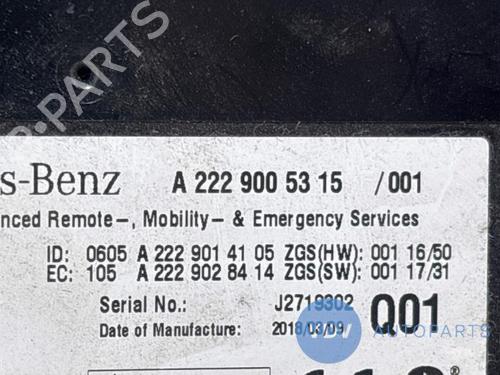 B-PARTS
s-Benz A 222 900 53 15 /001
nced Remote-, Mobility- & Emergency Services
ID: 0605 A 222 901 41 05 ZGS(HW): 001 16/50
EC: 105 A 222 902 84 14 ZGS(SW): 001 17/31
Serial No.: J2719302 Q01
Date of Manufacture: 2018/03/09
VDV AUTOPARTS